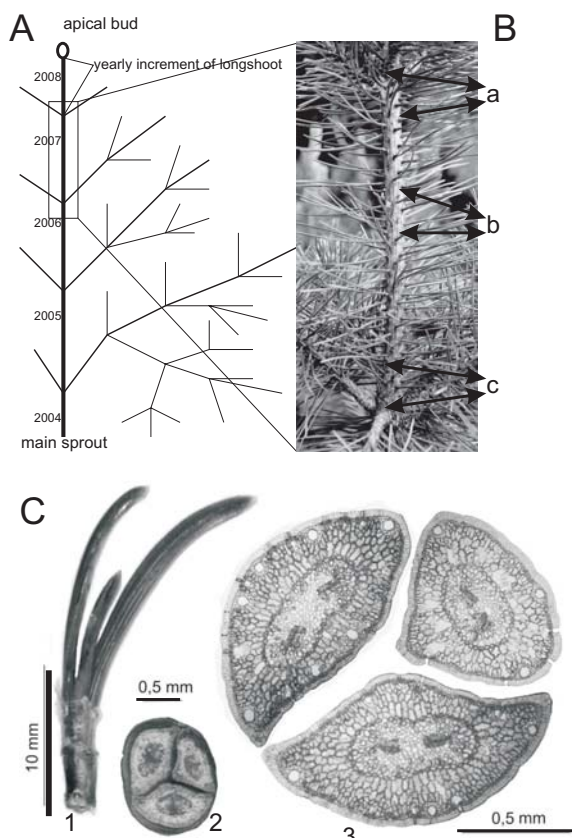 A
B
apical bud
yearly increment of longshoot
2008
2007
2006
2005
2004
main sprout
a
b
c
C
10 mm
0,5 mm
1
2
3
0,5 mm